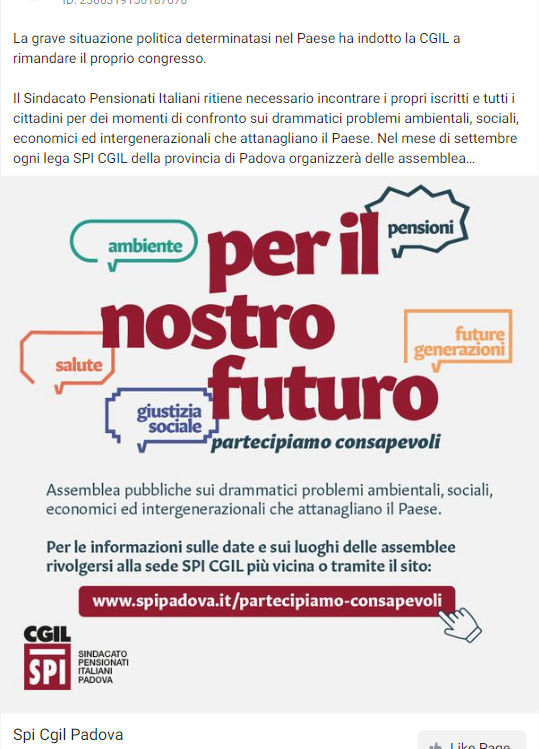 La grave situazione politica determinatasi nel Paese ha indotto la CGIL a
rimandare il proprio congresso.
Il Sindacato Pensionati Italiani ritiene necessario incontrare i propri iscritti e tutti i
cittadini per dei momenti di confronto sui drammatici problemi ambientali, sociali,
economici ed intergenerazionali che attanagliano il Paese. Nel mese di settembre
ogni lega SPI CGIL della provincia di Padova organizzerà delle assemblea...
ambiente
per il
pensioni
nostro
future
generazioni
salute
futuro
giustizia
sociale
partecipiamo consapevoli
Assemblea pubbliche sui drammatici problemi ambientali, sociali,
economici ed intergenerazionali che attanagliano il Paese.
Per le informazioni sulle date e sui luoghi delle assemblee
rivolgersi alla sede SPI CGIL più vicina o tramite il sito:
www.spipadova.it/partecipiamo-consapevoli
CGIL
SPI
SINDACATO
PENSIONATI
ITALIANI
PADOVA
Spi Cgil Padova
Like Page